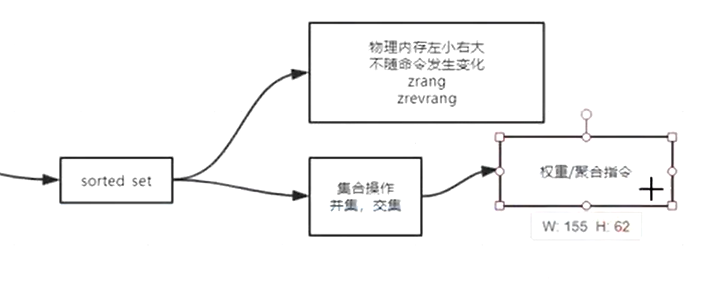 物理内存左小右大
不随命令发生变化
zrang
zrevrang
sorted set
集合操作
并集，交集
权重/聚合指令
W: 155 H: 62